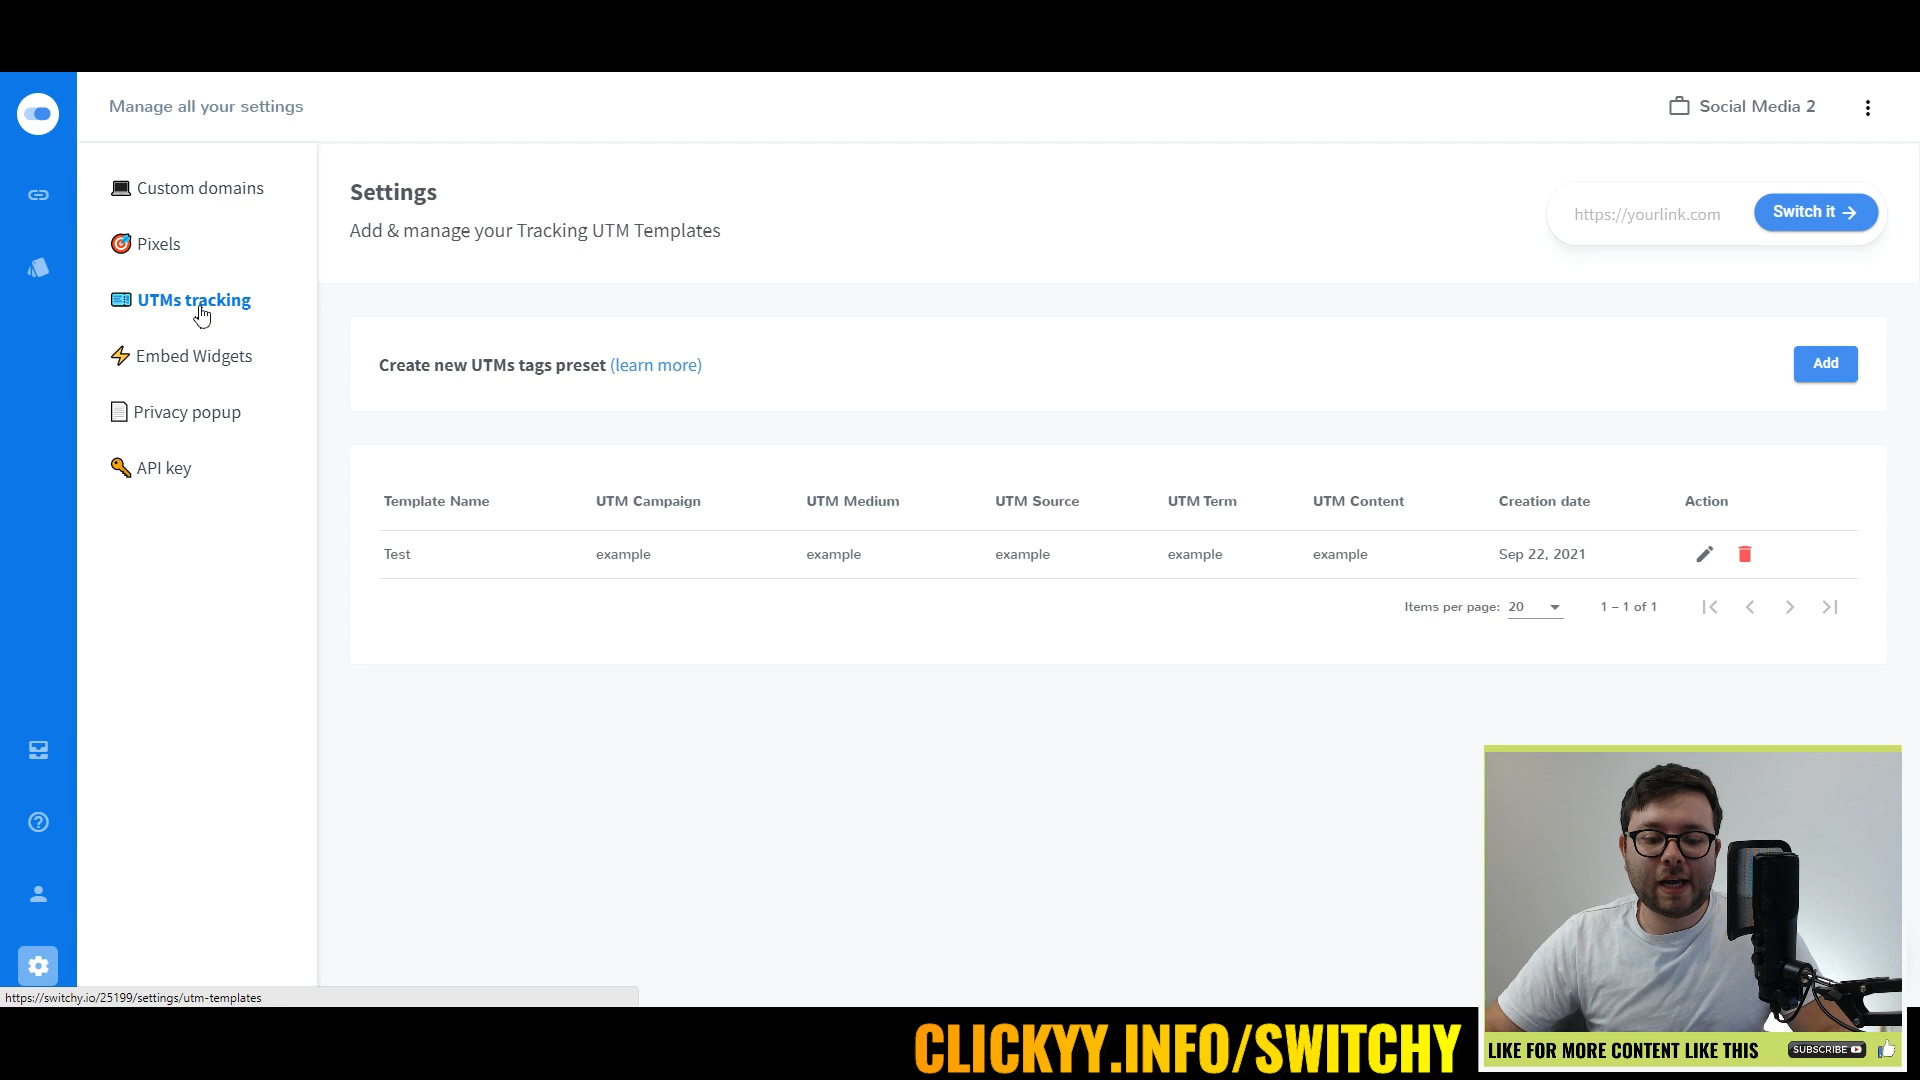 Manage all your settings
Social Media 2
Custom domains
Pixels
UTMs tracking
Embed Widgets
Privacy popup
API key
Settings
Add & manage your Tracking UTM Templates
https://yourlink.com
Switch it
Create new UTMs tags preset (learn more)
Add
Template Name UTM Campaign UTM Medium UTM Source UTM Term UTM Content Creation date Action
Test example example example example example Sep 22, 2021
Items per page: 20 1 – 1 of 1
https://switchy.io/25199/settings/utm-templates
CLICKYY.INFO/SWITCHY
LIKE FOR MORE CONTENT LIKE THIS
SUBSCRIBE